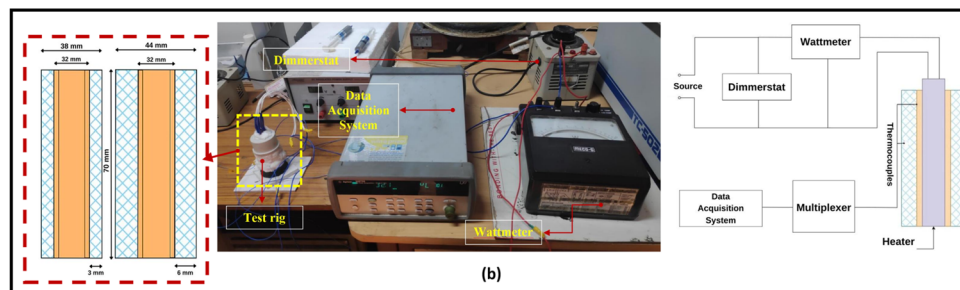 38 mm
44 mm
32 mm
32 mm
70 mm
3 mm
6 mm
Dimmerstat
Data
Acquisition
System
Test rig
Wattmeter
(b)
Wattmeter
Dimmerstat
Source
Thermocouples
Data
Acquisition
System
Multiplexer
Heater